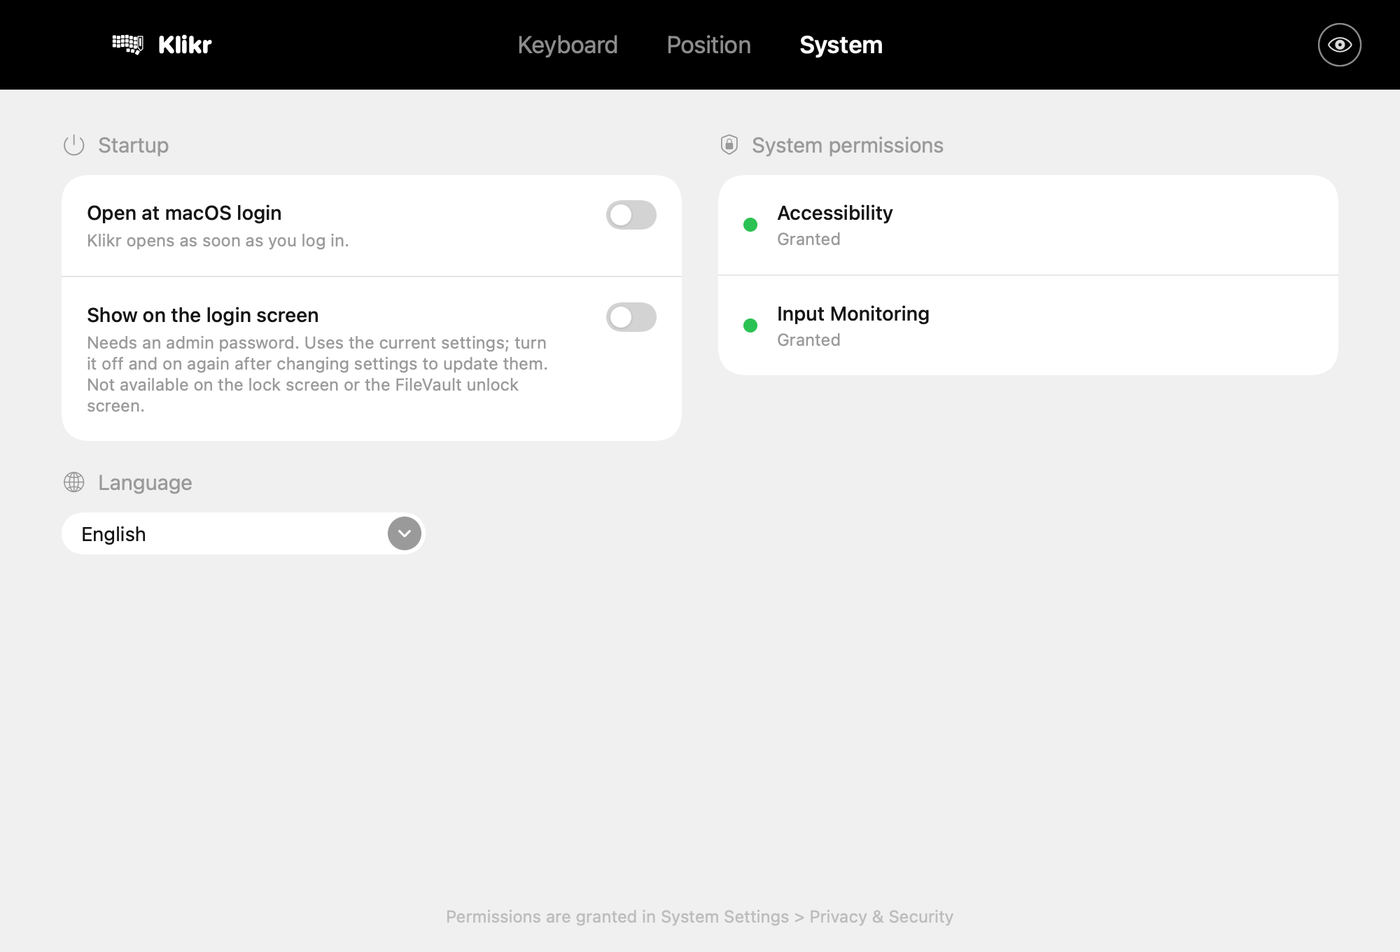 Klikr
Keyboard
Position
System
Startup
Open at macOS login
Klikr opens as soon as you log in.
Show on the login screen
Needs an admin password. Uses the current settings; turn
it off and on again after changing settings to update them.
Not available on the lock screen or the FileVault unlock
screen.
Language
English
System permissions
Accessibility
Granted
Input Monitoring
Granted
Permissions are granted in System Settings > Privacy & Security